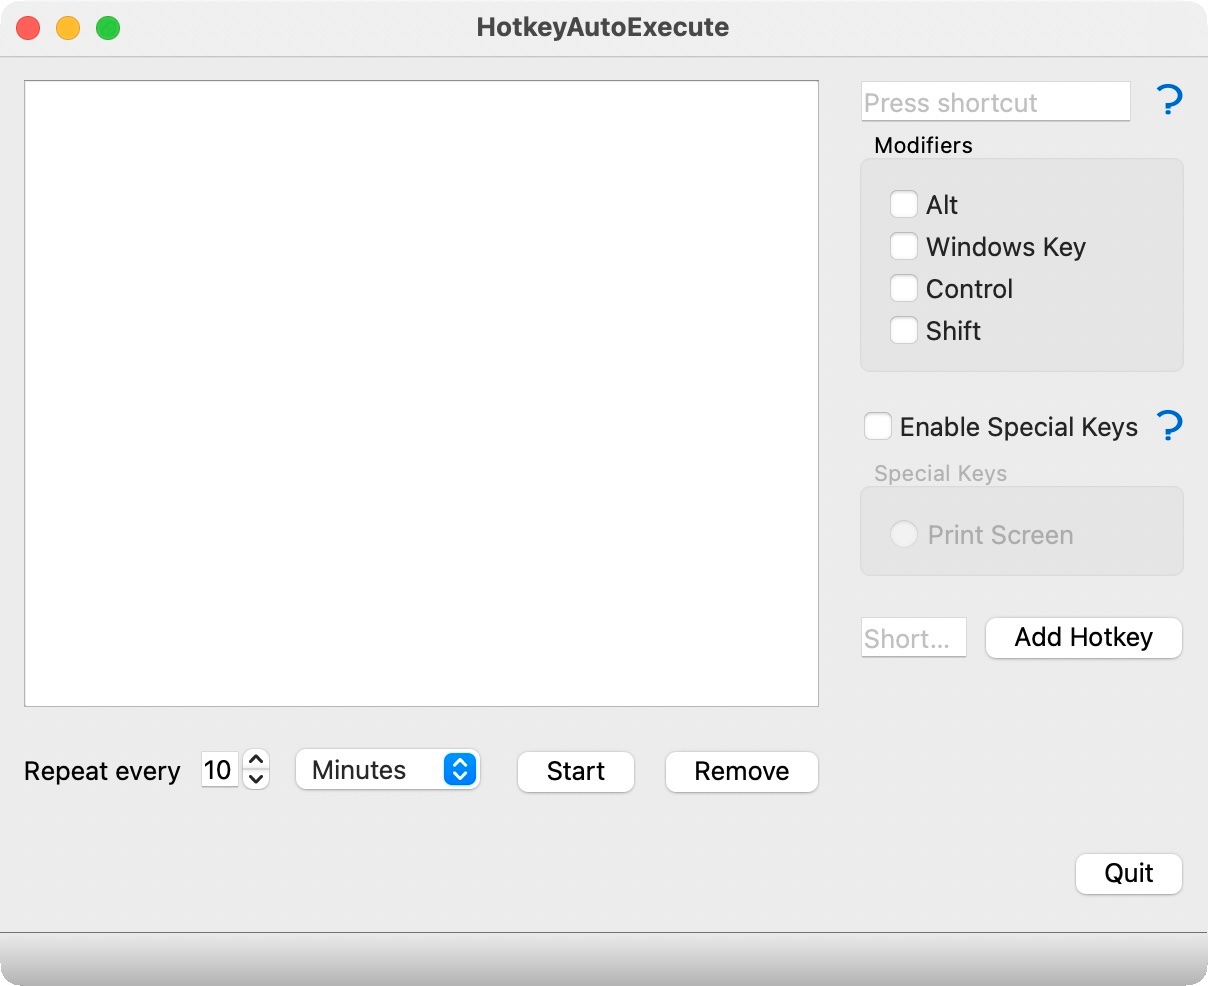 HotkeyAutoExecute
Press shortcut
?
Modifiers
Alt
Windows Key
Control
Shift
Enable Special Keys
?
Special Keys
Print Screen
Short...
Add Hotkey
Repeat every 10 Minutes Start Remove
Quit